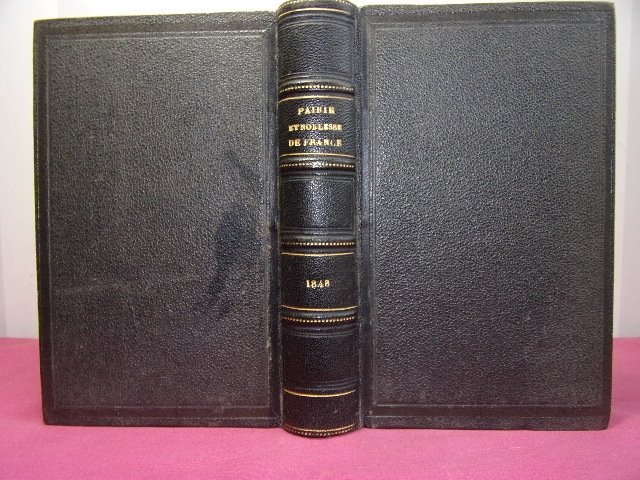 PAIRIE
ET NOBLESSE
DE FRANCE
1848